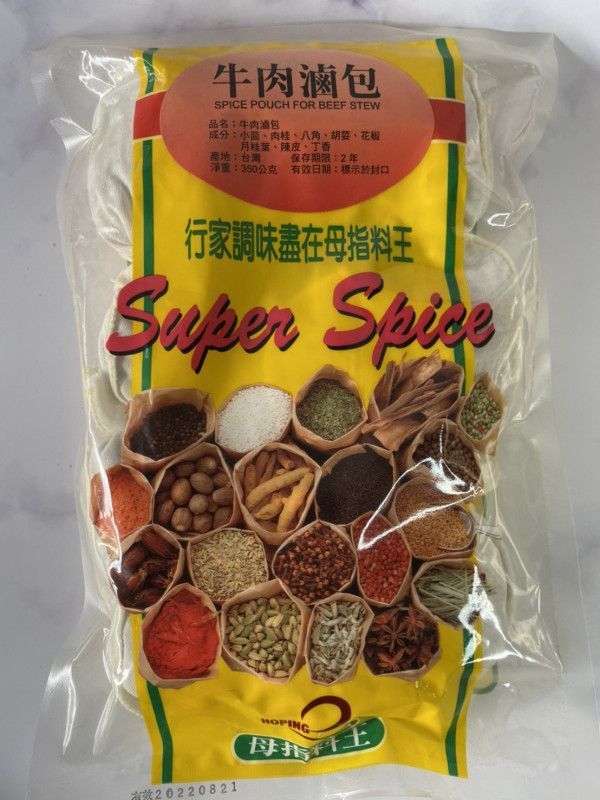 牛肉滷包
SPICE POUCH FOR BEEF STEW
品名：牛肉滷包
成分：小茴、肉桂、八角、胡荽、花椒
月桂葉、陳皮、丁香
產地：台灣 保存期限：2年
淨重：350公克 有效日期：標示於封口
行家調味盡在母指料王
Super Spice
HOPING
母指料王
有效20220821